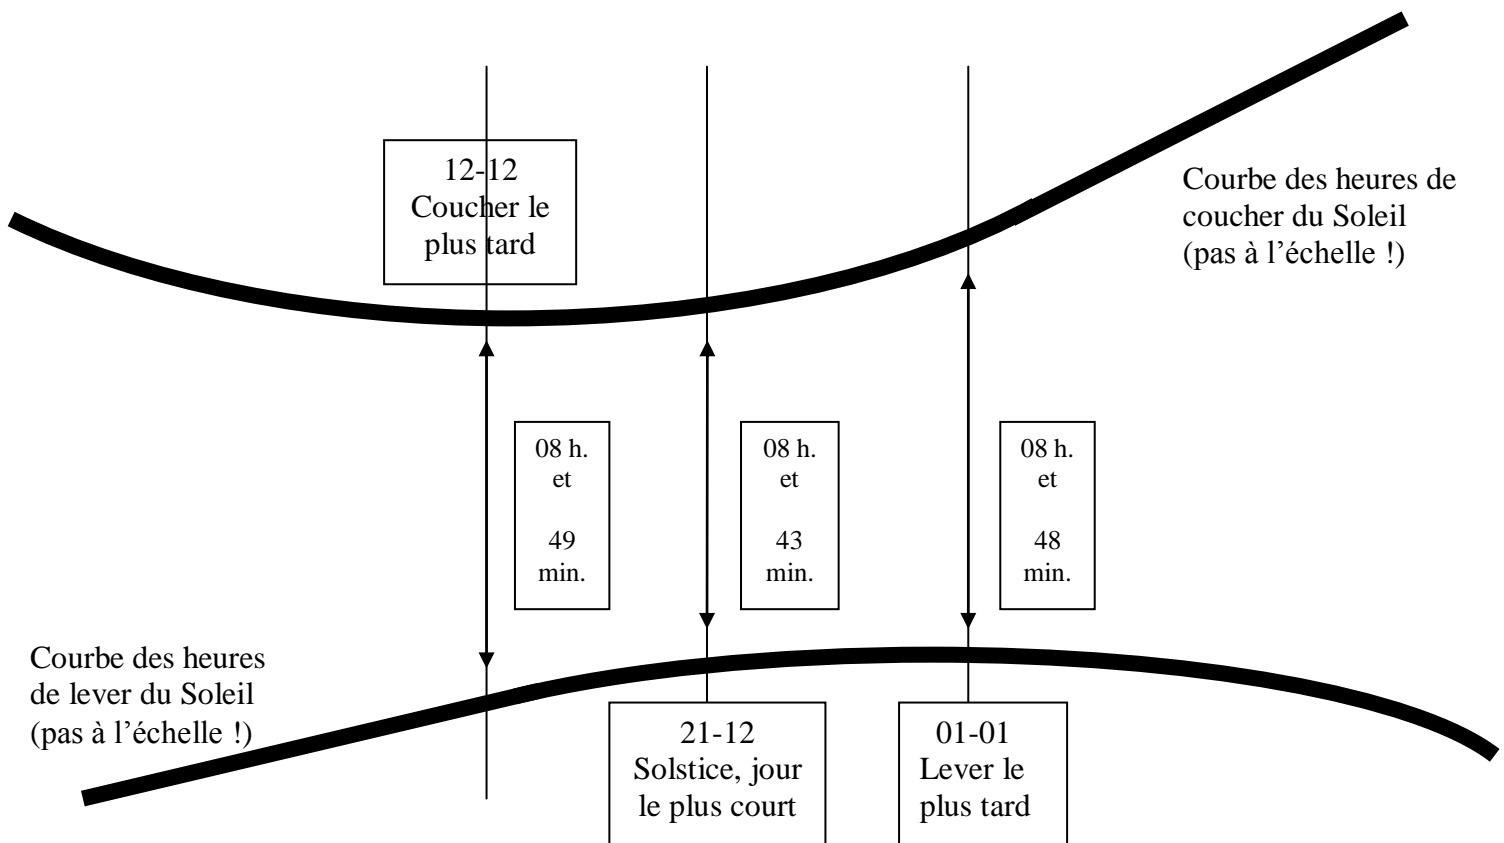 12-12
Coucher le
plus tard
Courbe des heures de
coucher du Soleil
(pas à l’échelle !)
08 h.
et
49
min.
08 h.
et
43
min.
08 h.
et
48
min.
Courbe des heures
de lever du Soleil
(pas à l’échelle !)
21-12
Solstice, jour
le plus court
01-01
Lever le
plus tard